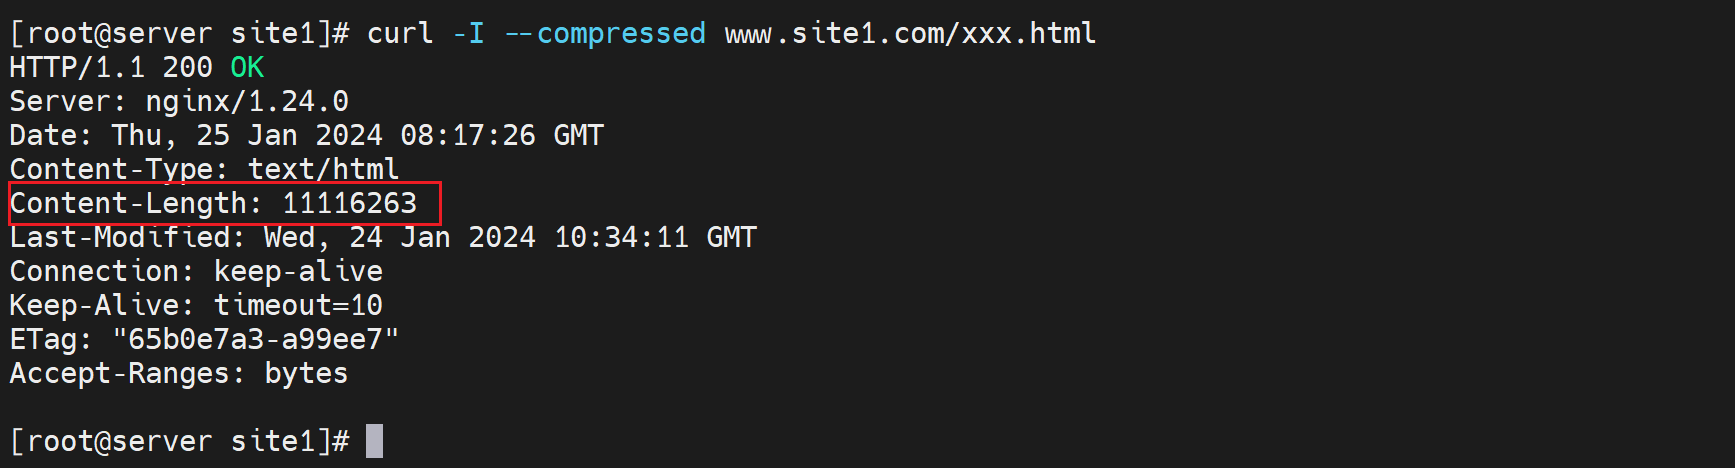 [root@server site1]# curl -I --compressed www.site1.com/xxx.html
HTTP/1.1 200 OK
Server: nginx/1.24.0
Date: Thu, 25 Jan 2024 08:17:26 GMT
Content-Type: text/html
Content-Length: 11116263
Last-Modified: Wed, 24 Jan 2024 10:34:11 GMT
Connection: keep-alive
Keep-Alive: timeout=10
ETag: "65b0e7a3-a99ee7"
Accept-Ranges: bytes
[root@server site1]#